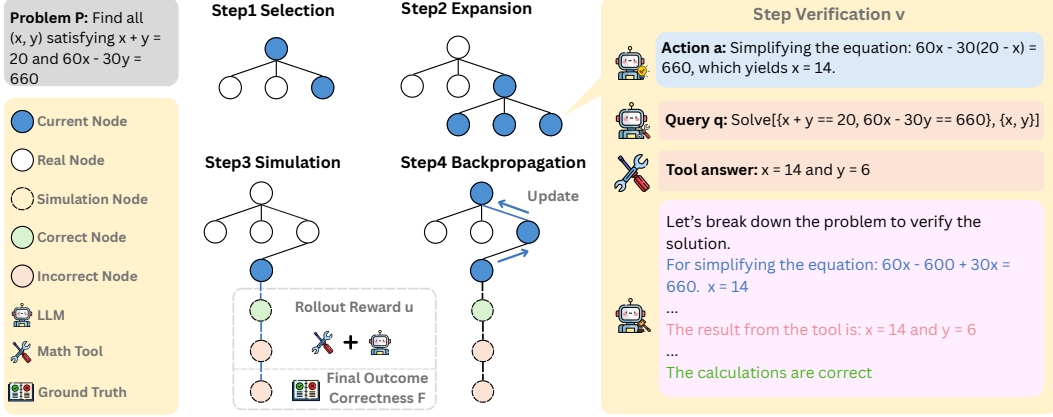 Problem P: Find all
(x, y) satisfying x + y =
20 and 60x - 30y =
660
Current Node
Real Node
Simulation Node
Correct Node
Incorrect Node
LLM
Math Tool
Ground Truth
Step1 Selection
Step2 Expansion
Step3 Simulation
Step4 Backpropagation
Update
Rollout Reward u
+
Final Outcome
Correctness F
Step Verification v
Action a: Simplifying the equation: 60x - 30(20 - x) =
660, which yields x = 14.
Query q: Solve[{x + y == 20, 60x - 30y == 660}, {x, y}]
Tool answer: x = 14 and y = 6
Let's break down the problem to verify the
solution.
For simplifying the equation: 60x - 600 + 30x =
660.  x = 14
...
The result from the tool is: x = 14 and y = 6
...
The calculations are correct